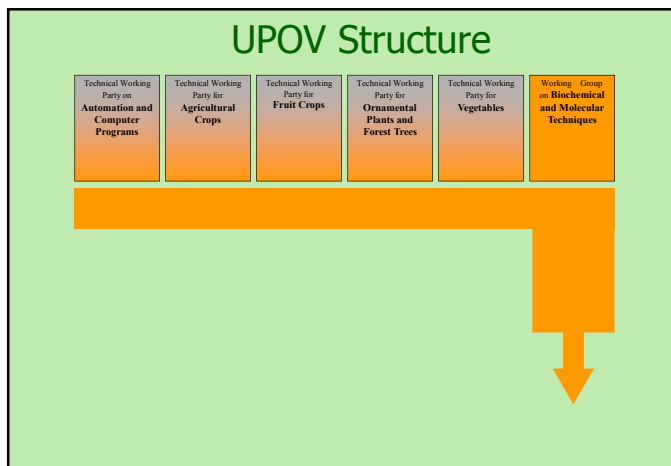 UPOV Structure
Technical Working
Party on
Automation and
Computer
Programs
Technical Working
Party for
Agricultural
Crops
Technical Working
Party for
Fruit Crops
Technical Working
Party for
Ornamental
Plants and
Forest Trees
Technical Working
Party for
Vegetables
Working Group
on Biochemical
and Molecular
Techniques